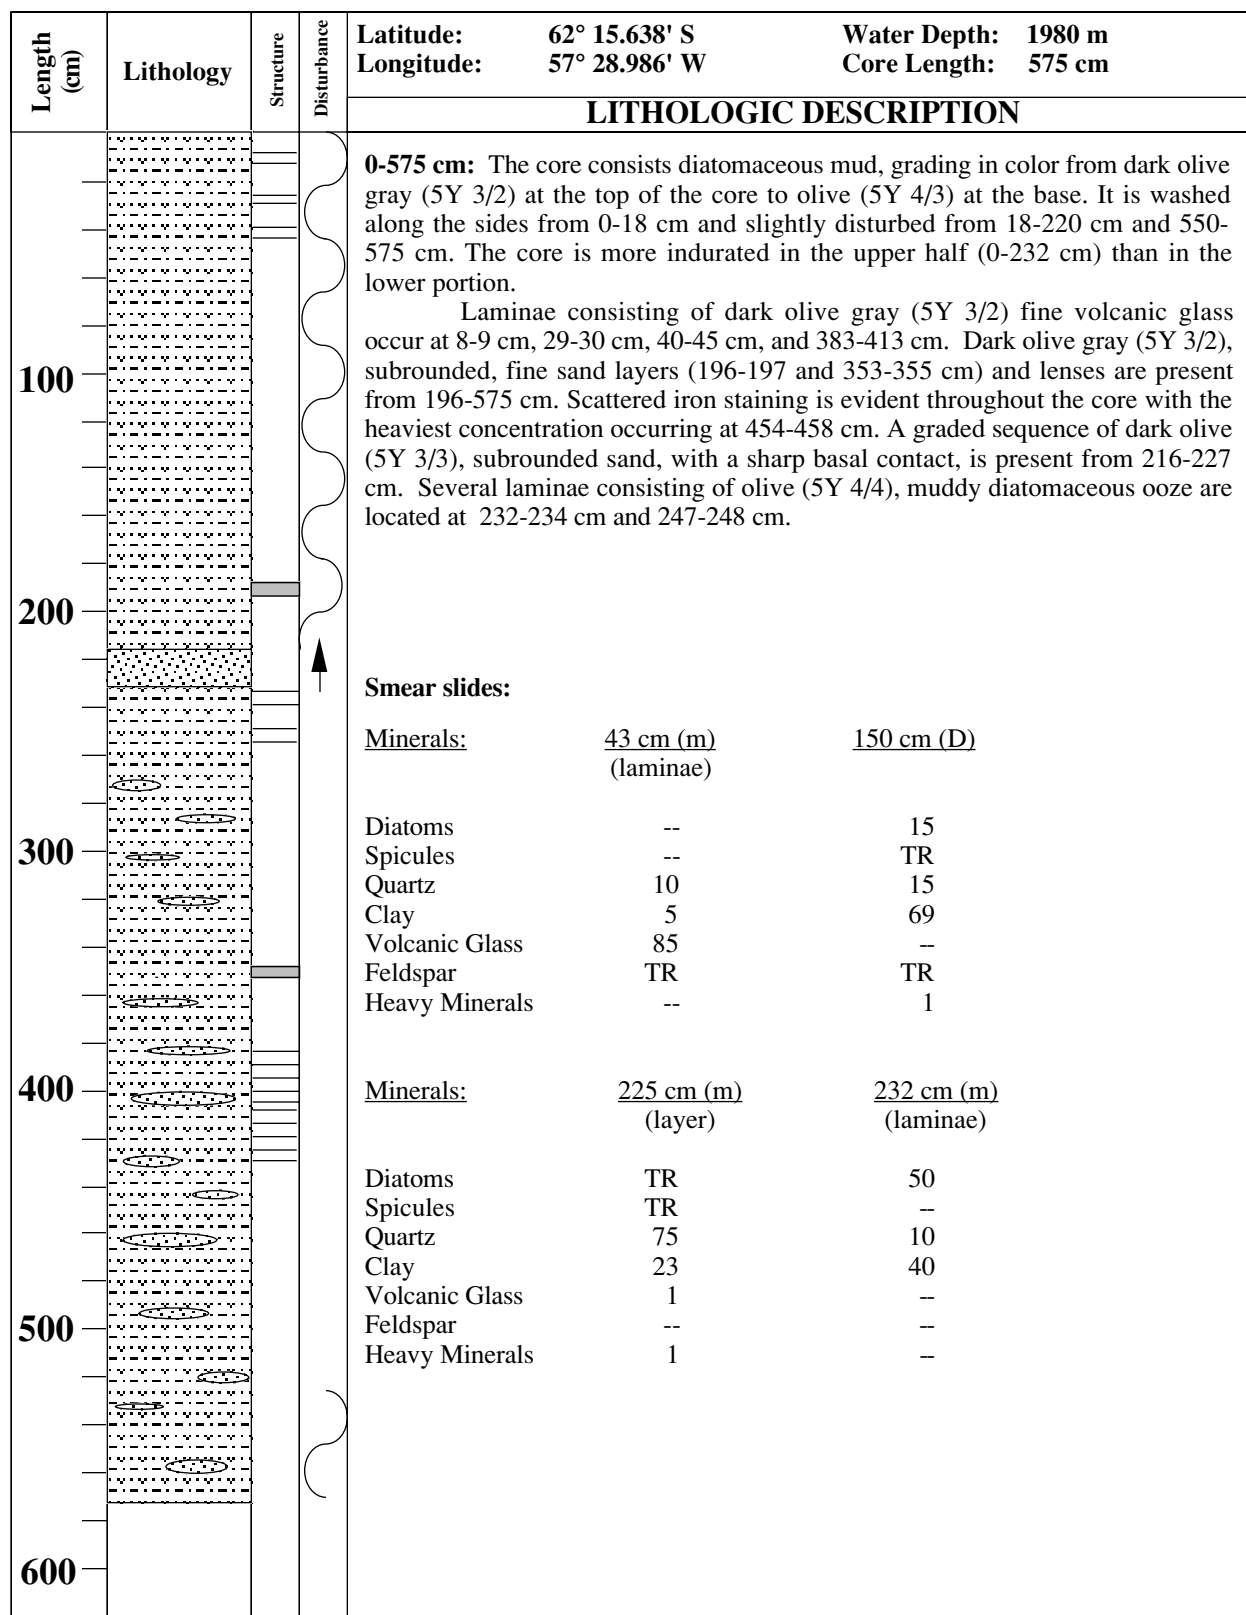 Length (cm)
Lithology
Structure
Disturbance
Latitude: 62° 15.638' S Water Depth: 1980 m
Longitude: 57° 28.986' W Core Length: 575 cm
LITHOLOGIC DESCRIPTION
0-575 cm: The core consists diatomaceous mud, grading in color from dark olive
gray (5Y 3/2) at the top of the core to olive (5Y 4/3) at the base. It is washed
along the sides from 0-18 cm and slightly disturbed from 18-220 cm and 550-
575 cm. The core is more indurated in the upper half (0-232 cm) than in the
lower portion.
Laminae consisting of dark olive gray (5Y 3/2) fine volcanic glass
occur at 8-9 cm, 29-30 cm, 40-45 cm, and 383-413 cm. Dark olive gray (5Y 3/2),
subrounded, fine sand layers (196-197 and 353-355 cm) and lenses are present
from 196-575 cm. Scattered iron staining is evident throughout the core with the
heaviest concentration occurring at 454-458 cm. A graded sequence of dark olive
(5Y 3/3), subrounded sand, with a sharp basal contact, is present from 216-227
cm. Several laminae consisting of olive (5Y 4/4), muddy diatomaceous ooze are
located at 232-234 cm and 247-248 cm.
Smear slides:
Minerals: 43 cm (m) 150 cm (D)
(laminae)
Diatoms -- 15
Spicules -- TR
Quartz 10 15
Clay 5 69
Volcanic Glass 85 --
Feldspar TR TR
Heavy Minerals -- 1
Minerals: 225 cm (m) 232 cm (m)
(layer) (laminae)
Diatoms TR 50
Spicules TR --
Quartz 75 10
Clay 23 40
Volcanic Glass 1 --
Feldspar -- --
Heavy Minerals 1 --
100
200
300
400
500
600